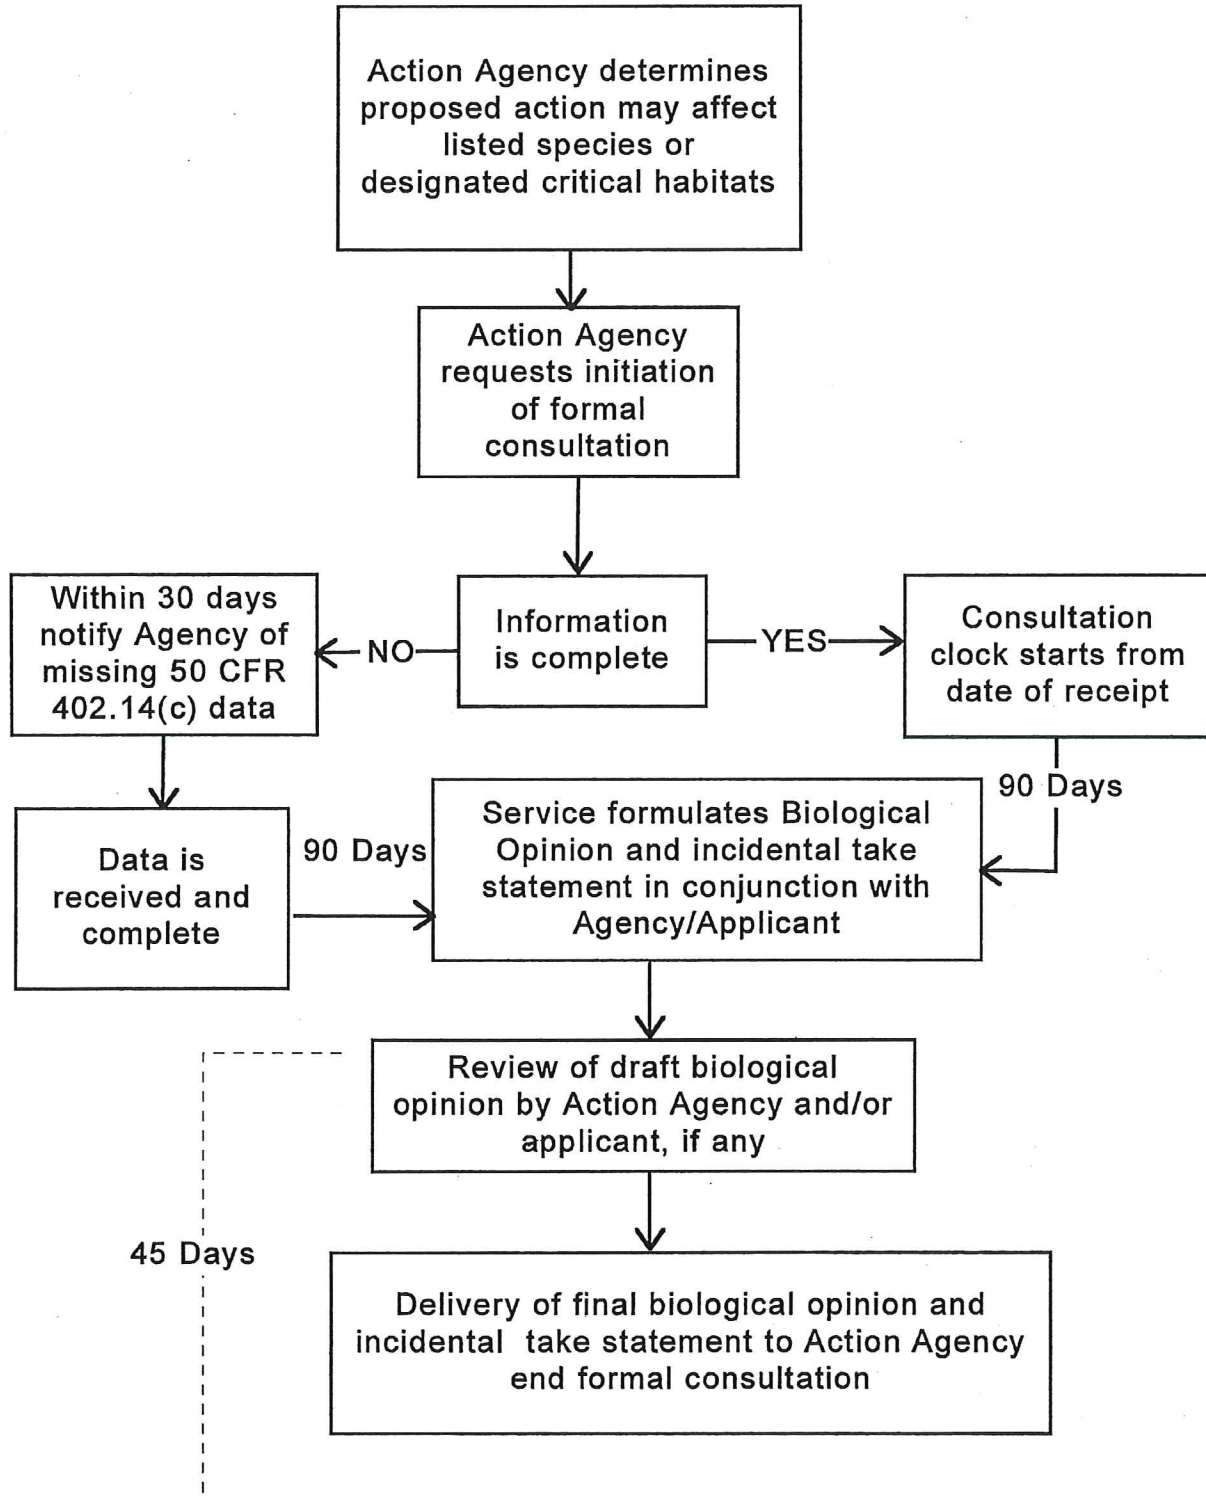 Action Agency determines
proposed action may affect
listed species or
designated critical habitats
Action Agency
requests initiation
of formal
consultation
Within 30 days
notify Agency of
missing 50 CFR
402.14(c) data
NO
Information
is complete
YES
Consultation
clock starts from
date of receipt
90 Days
Data is
received and
complete
90 Days
Service formulates Biological
Opinion and incidental take
statement in conjunction with
Agency/Applicant
Review of draft biological
opinion by Action Agency and/or
applicant, if any
45 Days
Delivery of final biological opinion and
incidental take statement to Action Agency
end formal consultation